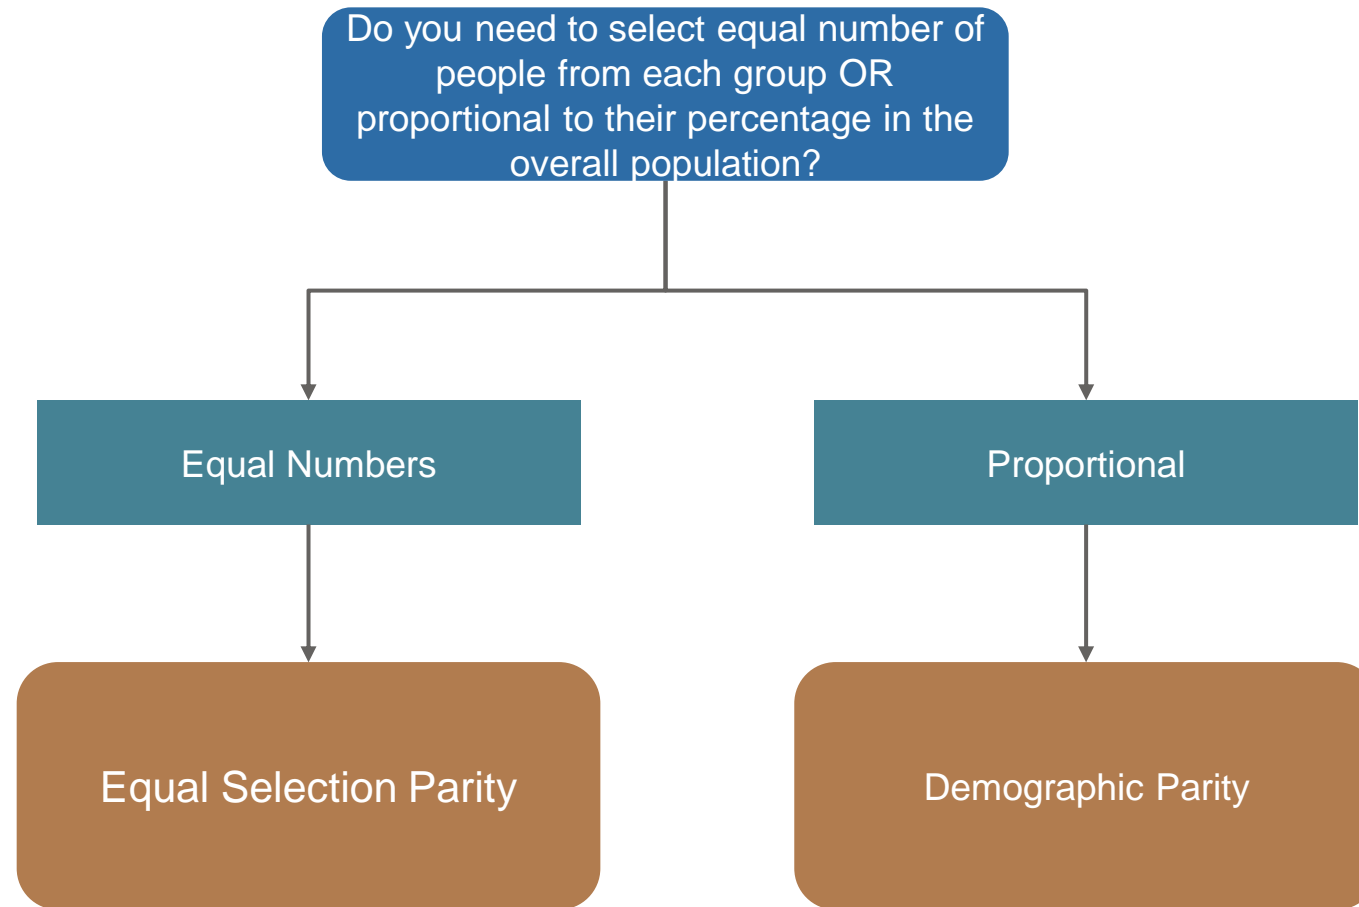 Do you need to select equal number of
people from each group OR
proportional to their percentage in the
overall population?
Equal Numbers
Proportional
Equal Selection Parity
Demographic Parity